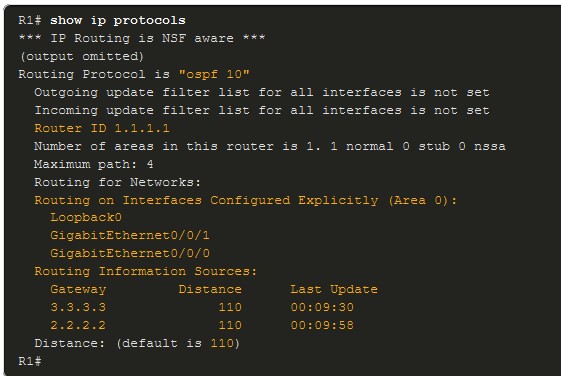 R1# show ip protocols
*** IP Routing is NSF aware ***
(output omitted)
Routing Protocol is "ospf 10"
  Outgoing update filter list for all interfaces is not set
  Incoming update filter list for all interfaces is not set
  Router ID 1.1.1.1
  Number of areas in this router is 1. 1 normal 0 stub 0 nssa
  Maximum path: 4
  Routing for Networks:
  Routing on Interfaces Configured Explicitly (Area 0):
    Loopback0
    GigabitEthernet0/0/1
    GigabitEthernet0/0/0
  Routing Information Sources:
    Gateway         Distance      Last Update
    3.3.3.3              110      00:09:30
    2.2.2.2              110      00:09:58
  Distance: (default is 110)
R1#